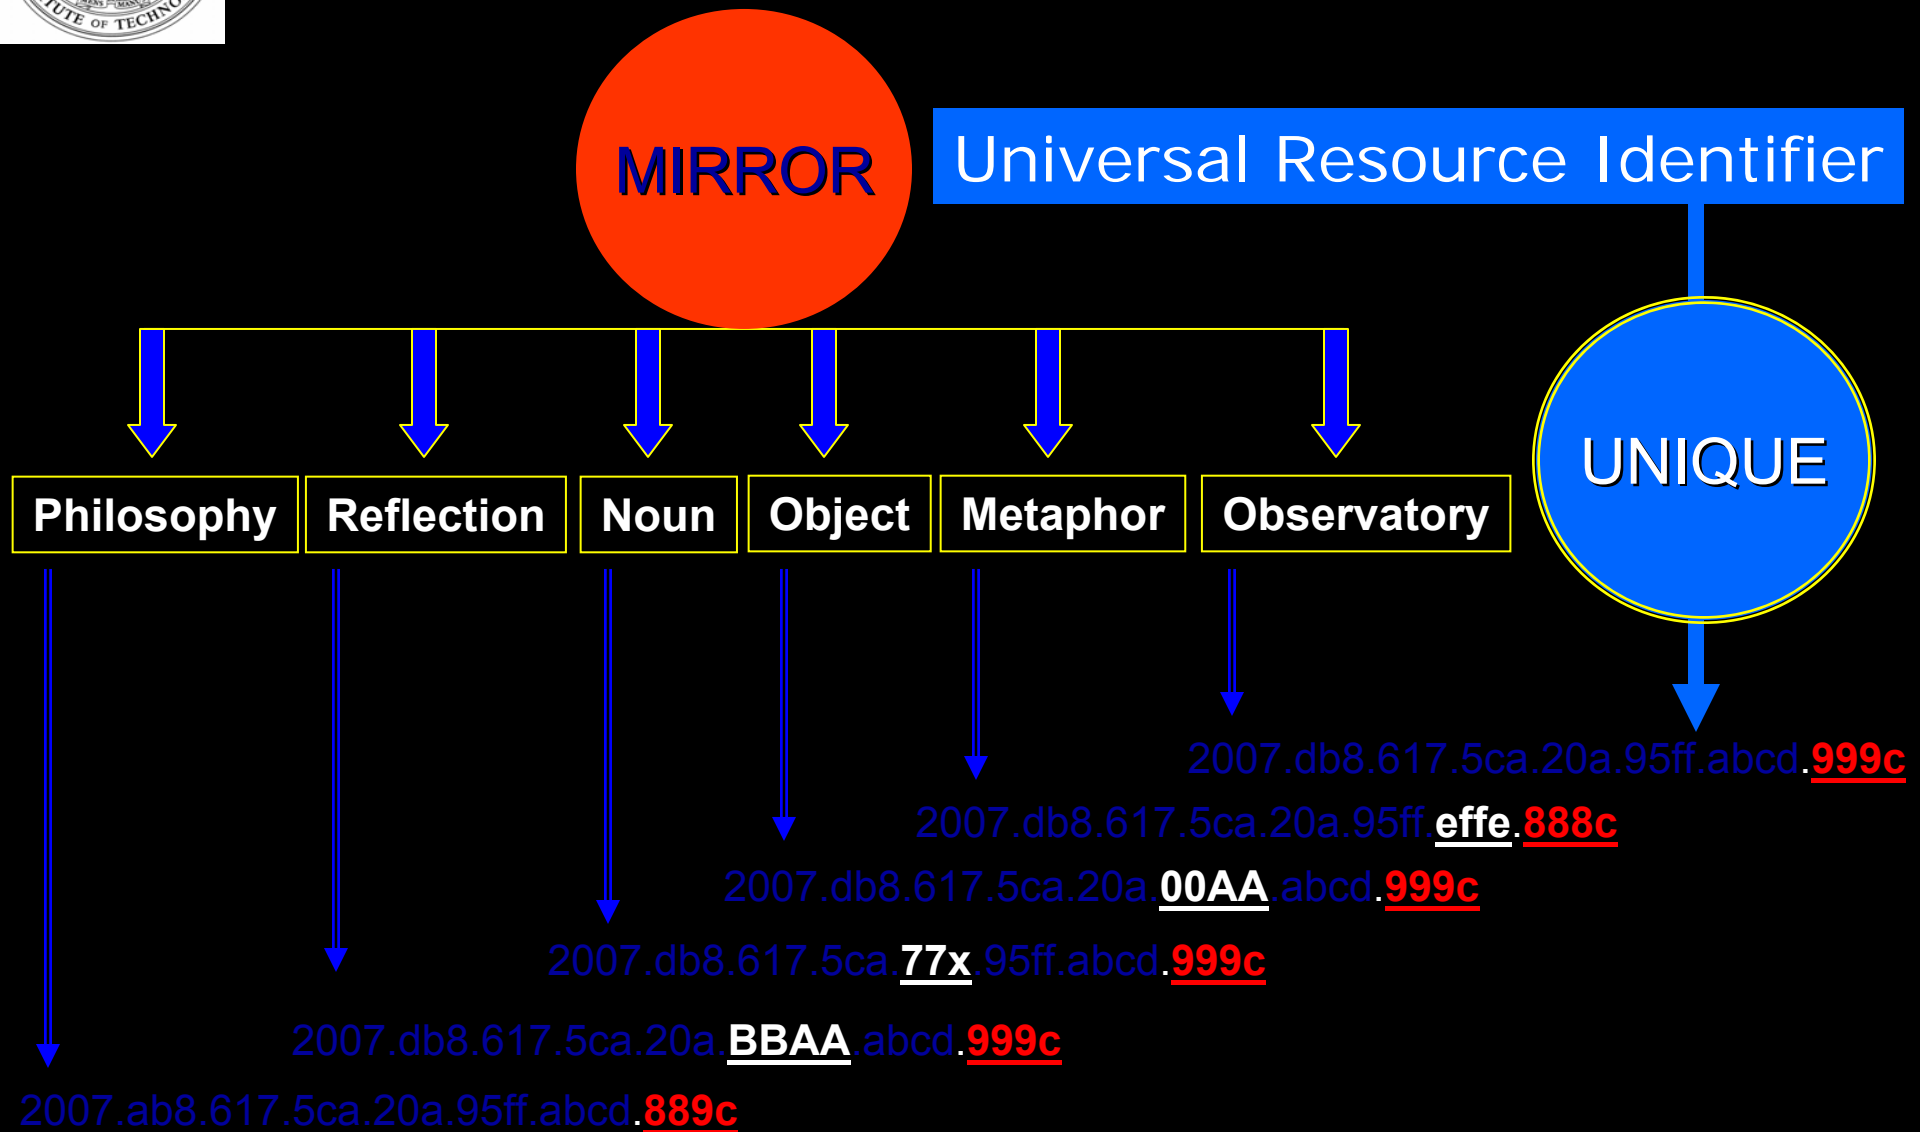 TUTE OF TECHNO
MIRROR
Universal Resource Identifier
UNIQUE
Philosophy
Reflection
Noun
Object
Metaphor
Observatory
2007.db8.617.5ca.20a.95ff.abcd.999c
2007.db8.617.5ca.20a.95ff.effe.888c
2007.db8.617.5ca.20a.00AA.abcd.999c
2007.db8.617.5ca.77x.95ff.abcd.999c
2007.db8.617.5ca.20a.BBAA.abcd.999c
2007.ab8.617.5ca.20a.95ff.abcd.889c